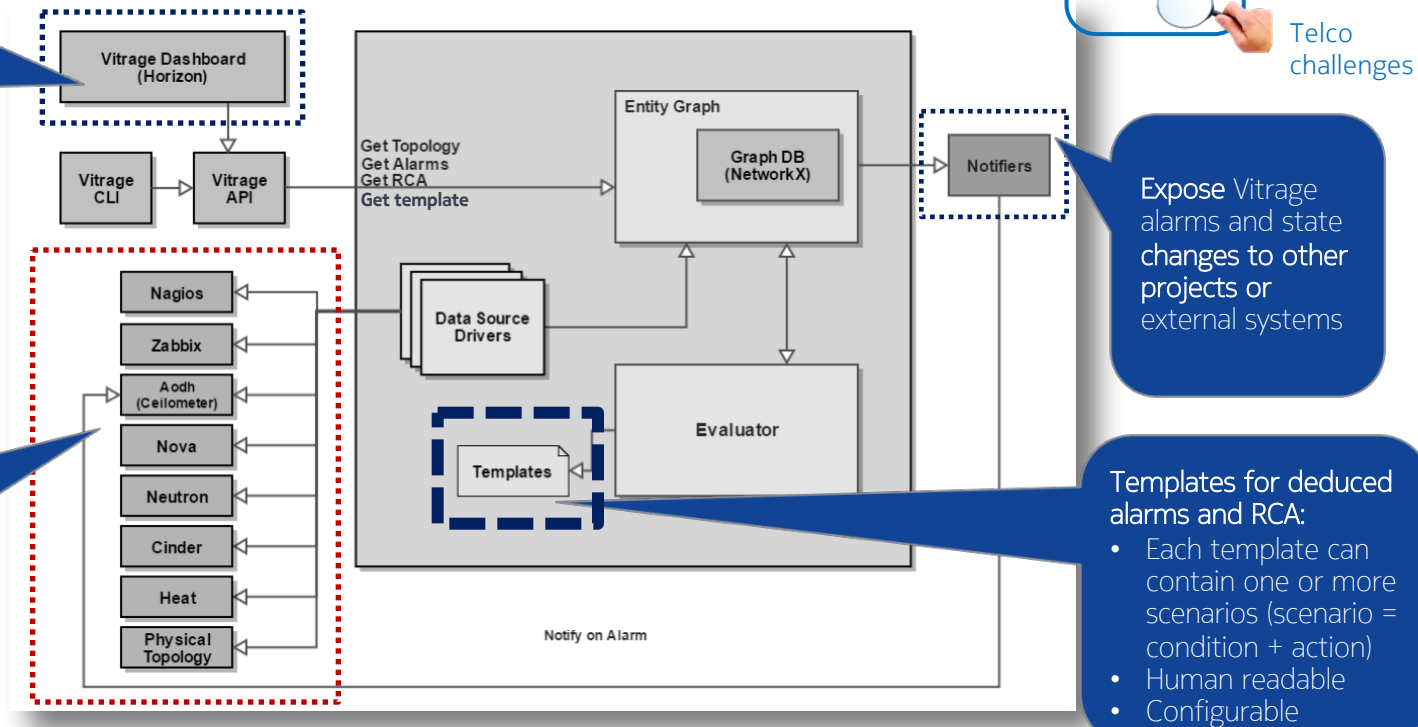 Telco
challenges
Vitrage Dashboard
(Horizon)
Vitrage
CLI
Vitrage
API
Get Topology
Get Alarms
Get RCA
Get template
Entity Graph
Graph DB
(NetworkX)
Notifiers
Expose Vitrage
alarms and state
changes to other
projects or
external systems
Nagios
Zabbix
Aodh
(Ceilometer)
Nova
Neutron
Cinder
Heat
Physical
Topology
Data Source
Drivers
Evaluator
Templates
Notify on Alarm
Templates for deduced
alarms and RCA:
• Each template can
contain one or more
scenarios (scenario =
condition + action)
• Human readable
• Configurable